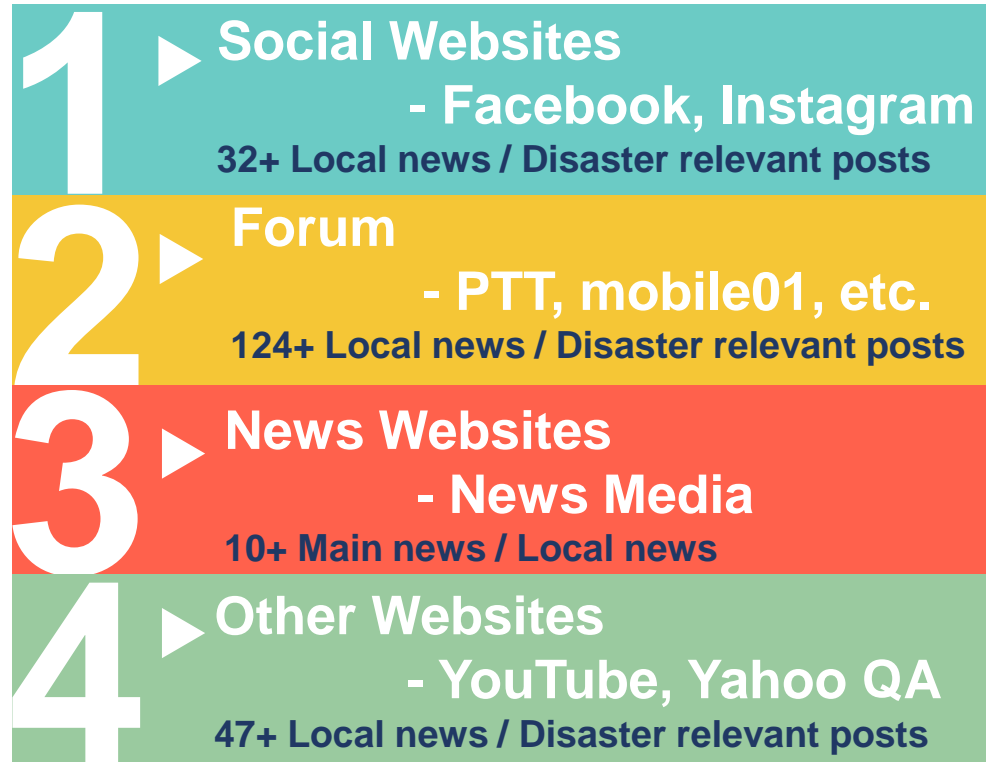 1
Social Websites
- Facebook, Instagram
32+ Local news / Disaster relevant posts
2
Forum
- PTT, mobile01, etc.
124+ Local news / Disaster relevant posts
3
News Websites
- News Media
10+ Main news / Local news
4
Other Websites
- YouTube, Yahoo QA
47+ Local news / Disaster relevant posts